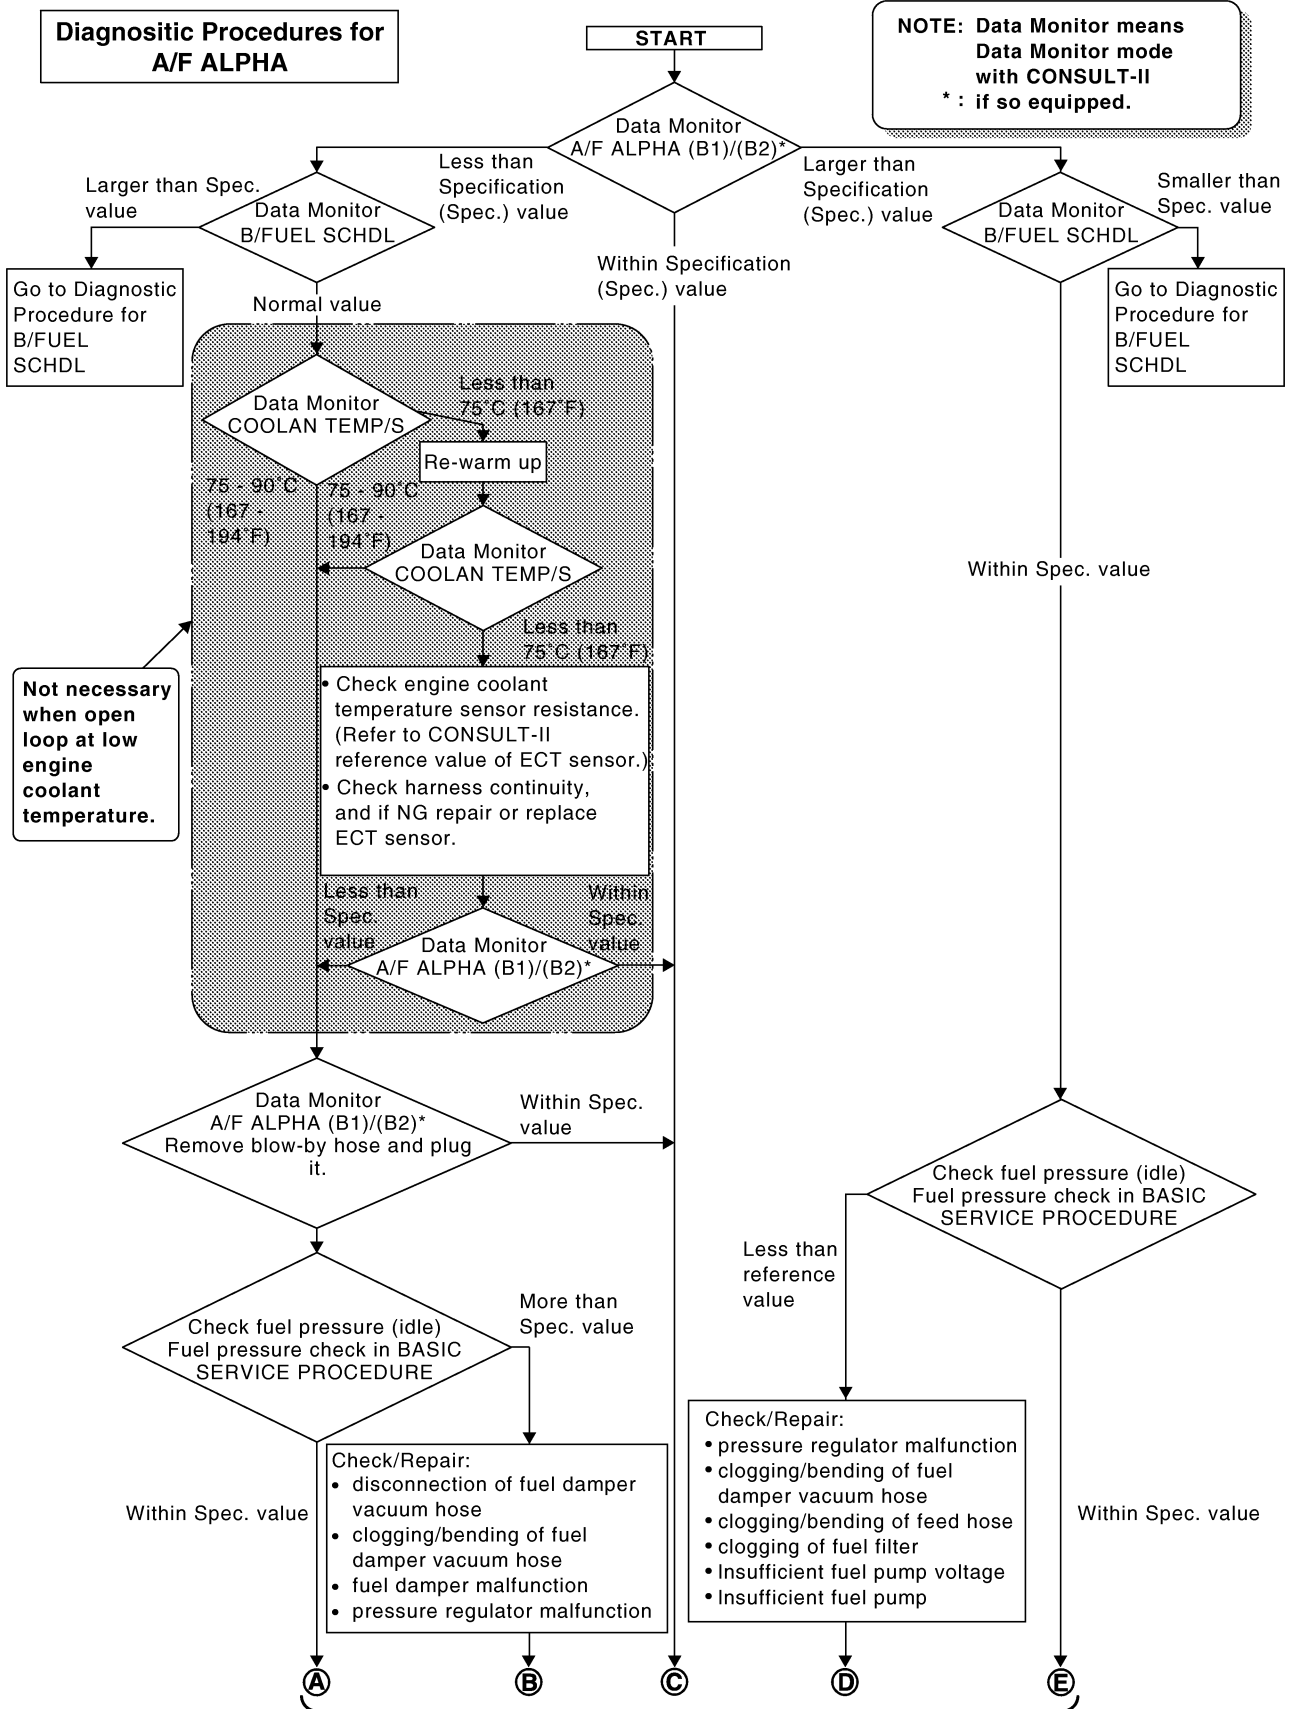 Diagnositic Procedures for
A/F ALPHA
START
NOTE: Data Monitor means
Data Monitor mode
with CONSULT-II
* : if so equipped.
Data Monitor
A/F ALPHA (B1)/(B2)*
Less than
Specification
(Spec.) value
Larger than
Specification
(Spec.) value
Within Specification
(Spec.) value
Larger than Spec.
value
Data Monitor
B/FUEL SCHDL
Go to Diagnostic
Procedure for
B/FUEL
SCHDL
Normal value
Data Monitor
B/FUEL SCHDL
Smaller than
Spec. value
Go to Diagnostic
Procedure for
B/FUEL
SCHDL
Data Monitor
COOLAN TEMP/S
Less than
75˚C (167˚F)
Re-warm up
75 - 90˚C
(167 -
194˚F)
75 - 90˚C
(167 -
194˚F)
Data Monitor
COOLAN TEMP/S
Less than
75˚C (167˚F)
Within Spec. value
Not necessary
when open
loop at low
engine
coolant
temperature.
• Check engine coolant
temperature sensor resistance.
(Refer to CONSULT-II
reference value of ECT sensor.)
• Check harness continuity,
and if NG repair or replace
ECT sensor.
Less than
Spec.
value
Within
Spec.
value
Data Monitor
A/F ALPHA (B1)/(B2)*
Data Monitor
A/F ALPHA (B1)/(B2)*
Remove blow-by hose and plug
it.
Within Spec.
value
Check fuel pressure (idle)
Fuel pressure check in BASIC
SERVICE PROCEDURE
Less than
reference
value
Check fuel pressure (idle)
Fuel pressure check in BASIC
SERVICE PROCEDURE
More than
Spec. value
Within Spec. value
Check/Repair:
• disconnection of fuel damper
vacuum hose
• clogging/bending of fuel
damper vacuum hose
• fuel damper malfunction
• pressure regulator malfunction
Check/Repair:
• pressure regulator malfunction
• clogging/bending of fuel
damper vacuum hose
• clogging/bending of feed hose
• clogging of fuel filter
• Insufficient fuel pump voltage
• Insufficient fuel pump
Within Spec. value
A
B
C
D
E